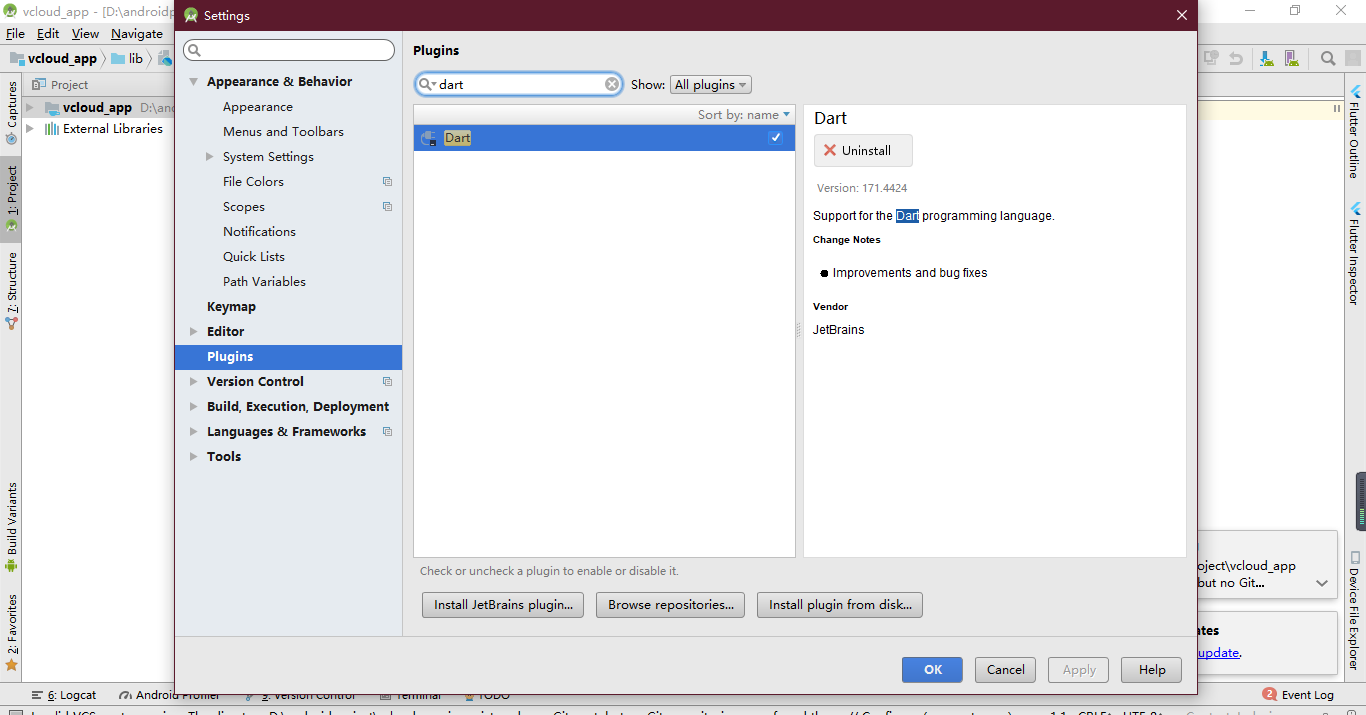 vcloud_app - [D:\androidp
Settings
File Edit View Navigate
vcloud_app lib
Project
vcloud_app D:\and
External Libraries
Captures
1: Project
7: Structure
Build Variants
2: Favorites
Appearance & Behavior
Appearance
Menus and Toolbars
System Settings
File Colors
Scopes
Notifications
Quick Lists
Path Variables
Keymap
Editor
Plugins
Version Control
Build, Execution, Deployment
Languages & Frameworks
Tools
Plugins
dart
Show: All plugins
Sort by: name
Dart
Check or uncheck a plugin to enable or disable it.
Install JetBrains plugin...
Browse repositories...
Install plugin from disk...
Dart
Uninstall
Version: 171.4424
Support for the Dart programming language.
Change Notes
Improvements and bug fixes
Vendor
JetBrains
OK
Cancel
Apply
Help
Flutter Outline
Flutter Inspector
Device File Explorer
oject\vcloud_app
but no Git...
ates
update.
6: Logcat
Android Profiler
9: Version Control
Terminal
TODO
2 Event Log